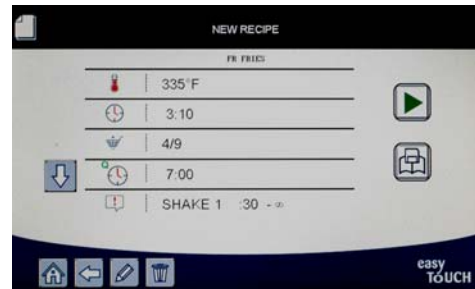 NEW RECIPE
FR FRIES
335°F
3:10
4/9
Q
7:00
SHAKE 1 :30 -
easy
TOUCH